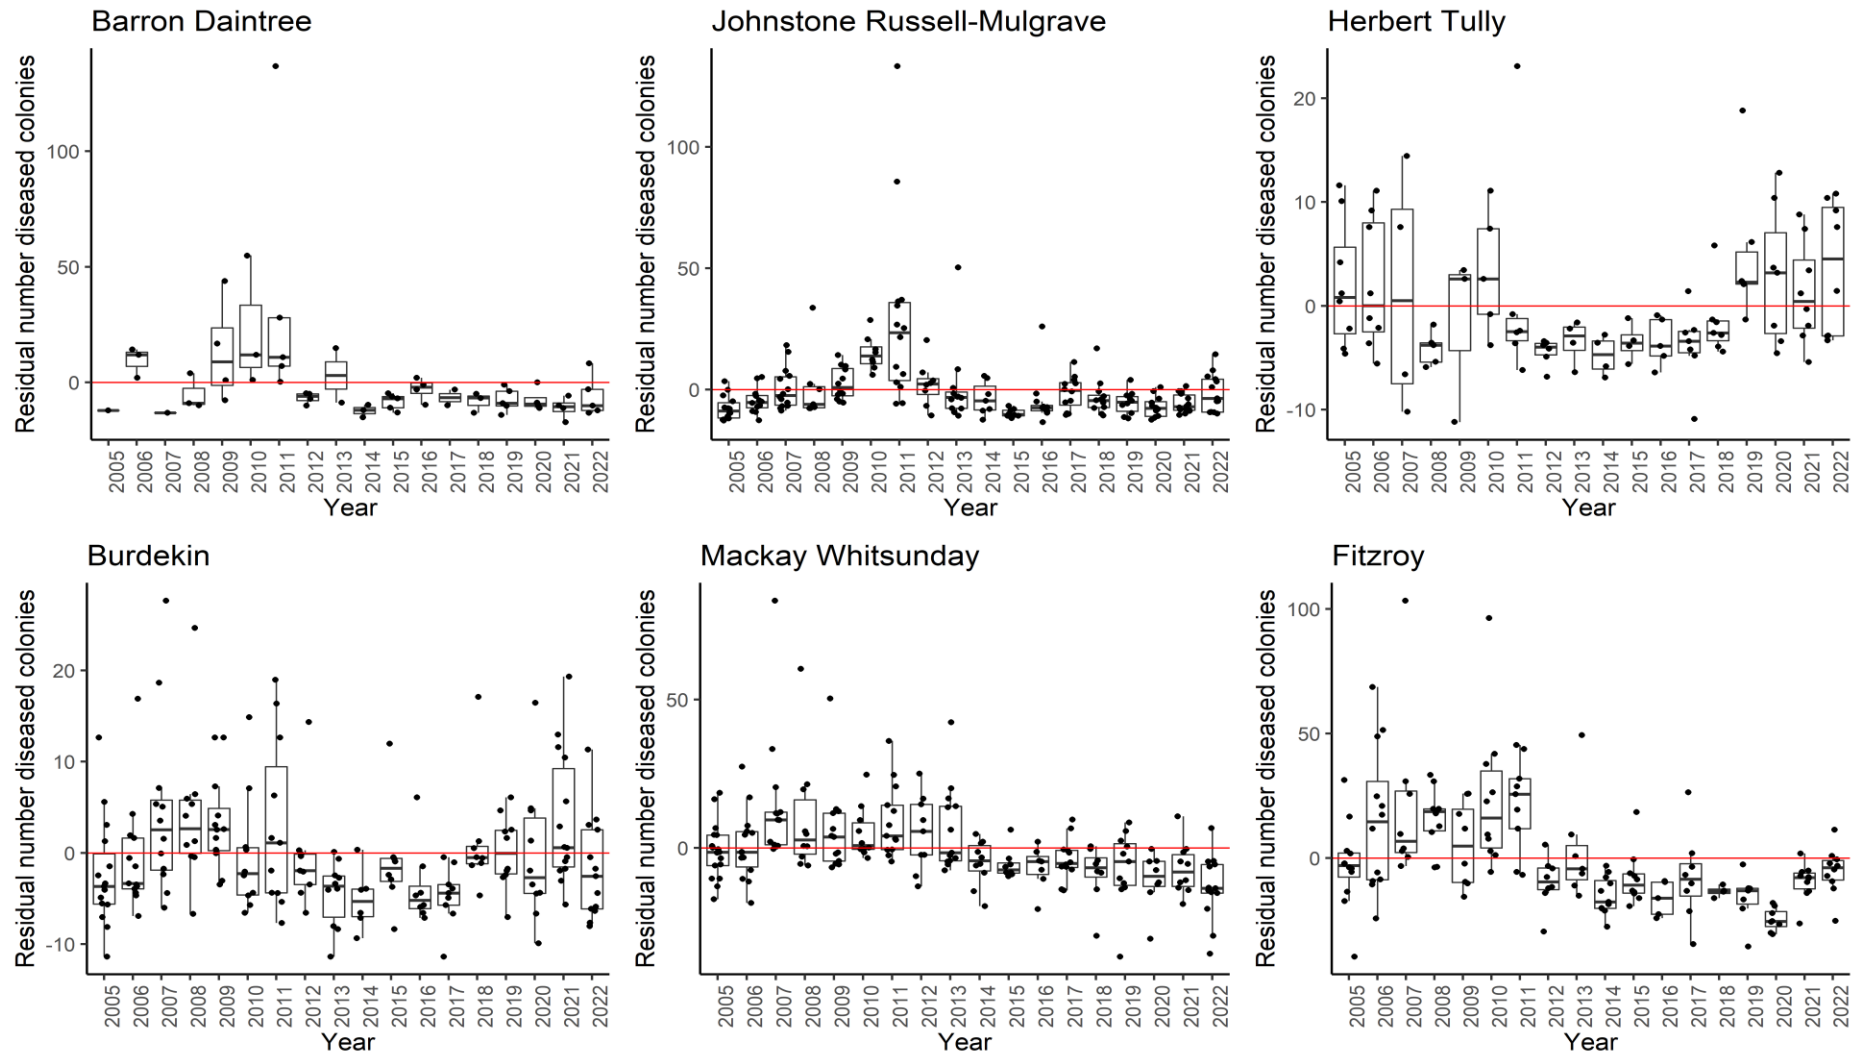 Barron Daintree
Residual number diseased colonies
100
50
0
2005 2006 2007 2008 2009 2010 2011 2012 2013 2014 2015 2016 2017 2018 2019 2020 2021 2022
Year
Johnstone Russell-Mulgrave
Residual number diseased colonies
100
50
0
2005 2006 2007 2008 2009 2010 2011 2012 2013 2014 2015 2016 2017 2018 2019 2020 2021 2022
Year
Herbert Tully
Residual number diseased colonies
20
10
0
-10
2005 2006 2007 2008 2009 2010 2011 2012 2013 2014 2015 2016 2017 2018 2019 2020 2021 2022
Year
Burdekin
Residual number diseased colonies
20
10
0
-10
2005 2006 2007 2008 2009 2010 2011 2012 2013 2014 2015 2016 2017 2018 2019 2020 2021 2022
Year
Mackay Whitsunday
Residual number diseased colonies
50
0
2005 2006 2007 2008 2009 2010 2011 2012 2013 2014 2015 2016 2017 2018 2019 2020 2021 2022
Year
Fitzroy
Residual number diseased colonies
100
50
0
2005 2006 2007 2008 2009 2010 2011 2012 2013 2014 2015 2016 2017 2018 2019 2020 2021 2022
Year